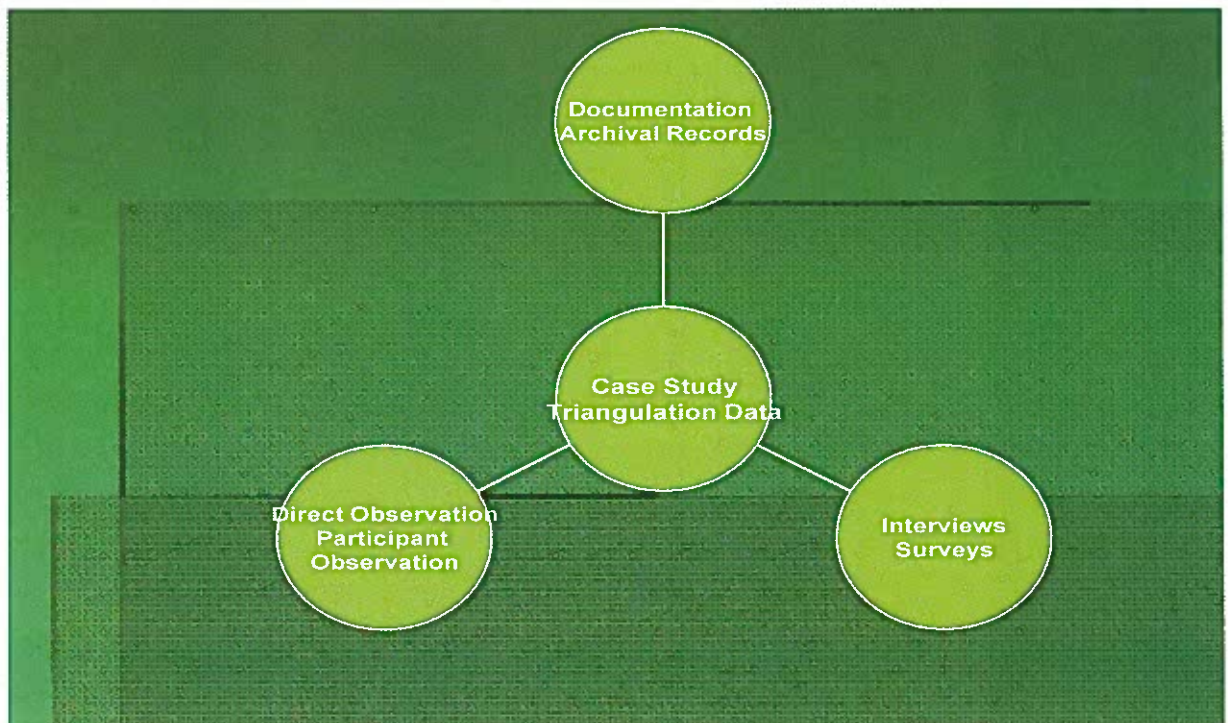 Documentation
Archival Records
Case Study
Triangulation Data
Direct Observation
Participant
Observation
Interviews
Surveys